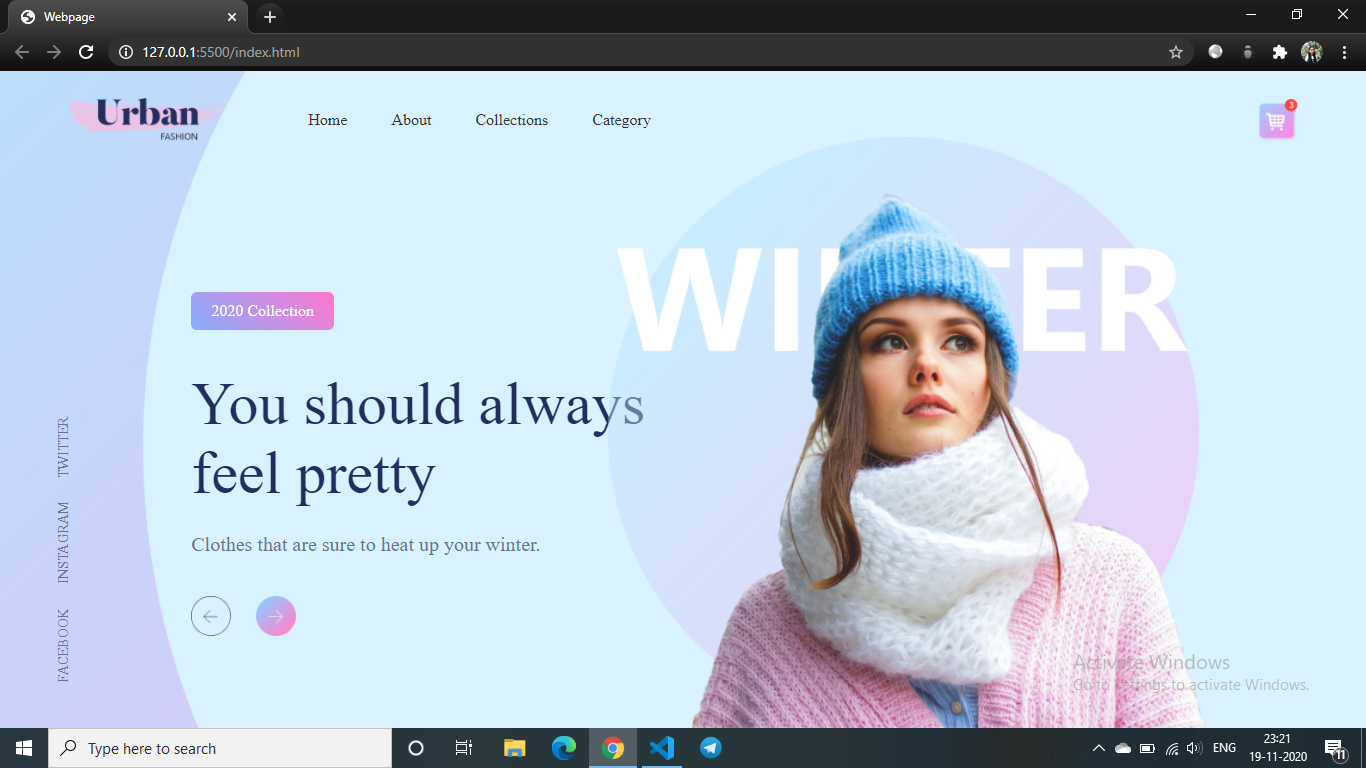 Webpage
127.0.0.1:5500/index.html
Urban
FASHION
Home
About
Collections
Category
3
WINTER
2020 Collection
You should always
feel pretty
Clothes that are sure to heat up your winter.
TWITTER
INSTAGRAM
FACEBOOK
Activate Windows
Go to Settings to activate Windows.
Type here to search
ENG
23:21
19-11-2020
11